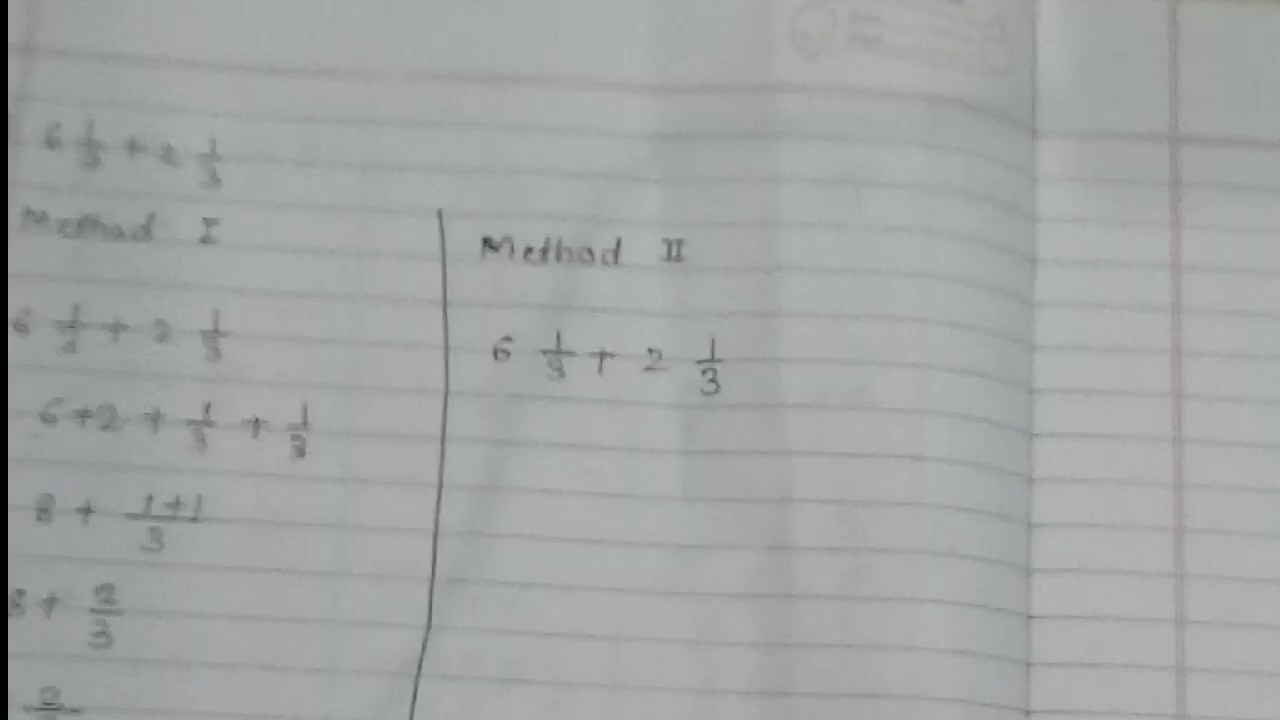 6 1/3 + 2 1/3
Method I
6 1/3 + 2 1/3
6+2 + 1/3 + 1/3
8 + 1+1/3
8 + 2/3
2
Method II
6 1/3 + 2 1/3